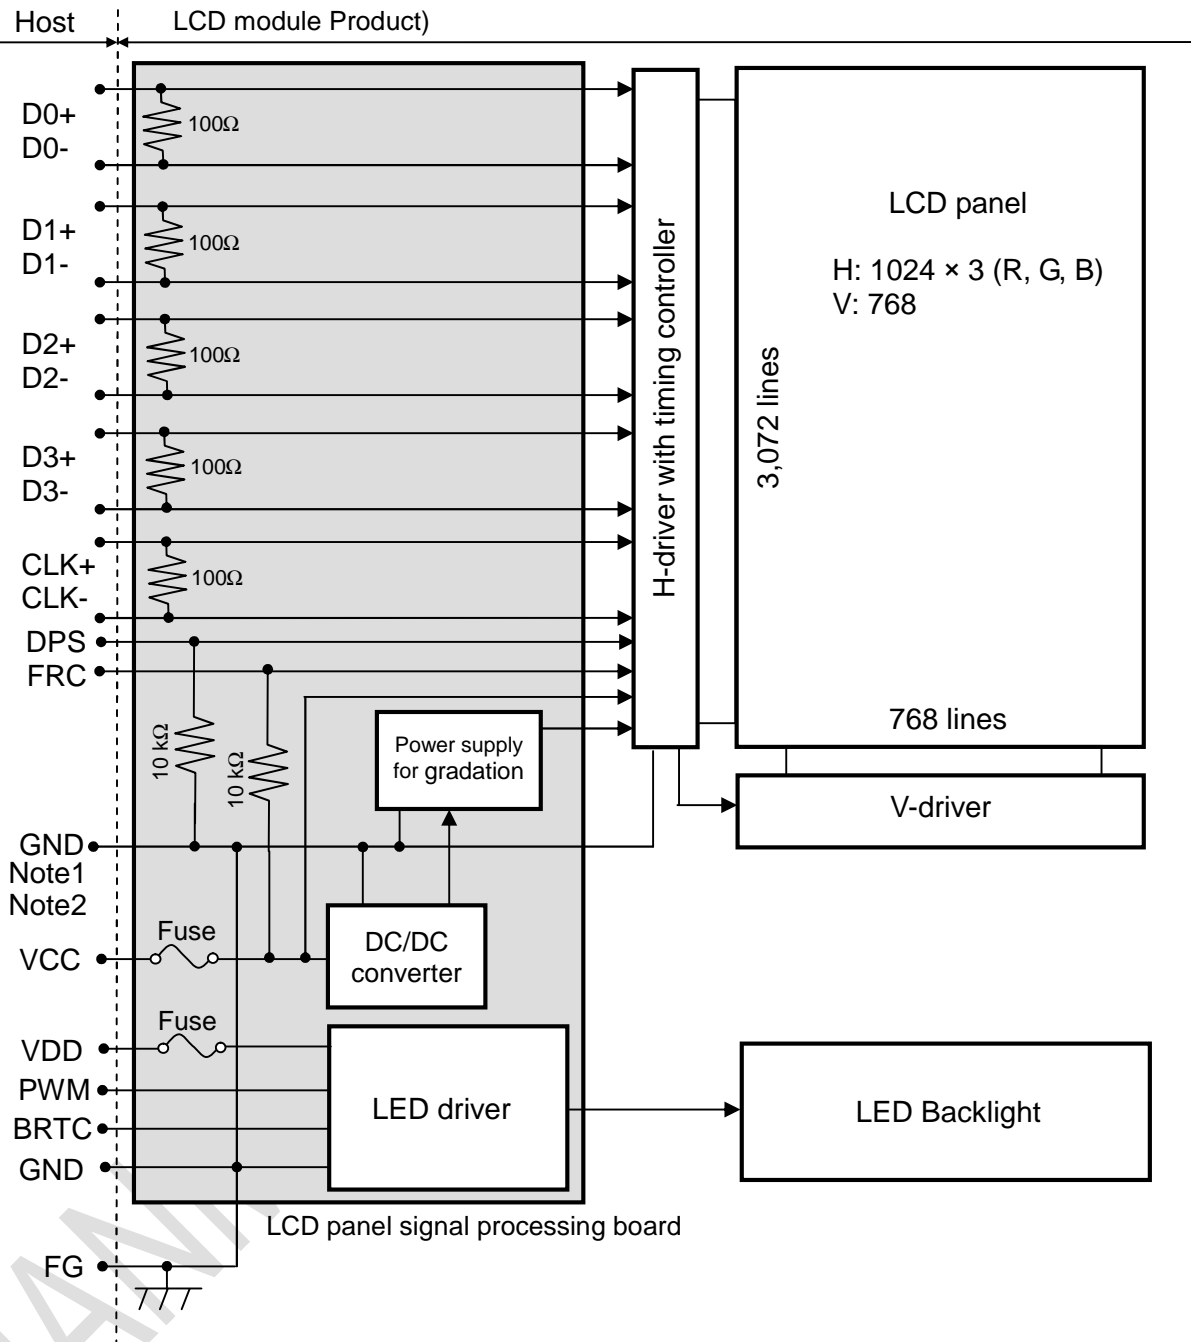 Host
LCD module Product)
D0+
D0-
100Ω
D1+
D1-
100Ω
D2+
D2-
100Ω
D3+
D3-
100Ω
CLK+
CLK-
100Ω
DPS
FRC
10 kΩ
10 kΩ
Power supply
for gradation
GND
Note1
Note2
VCC
Fuse
DC/DC
converter
VDD
Fuse
PWM
BRTC
GND
LED driver
LCD panel signal processing board
FG
H-driver with timing controller
LCD panel
H: 1024 × 3 (R, G, B)
V: 768
3,072 lines
768 lines
V-driver
LED Backlight